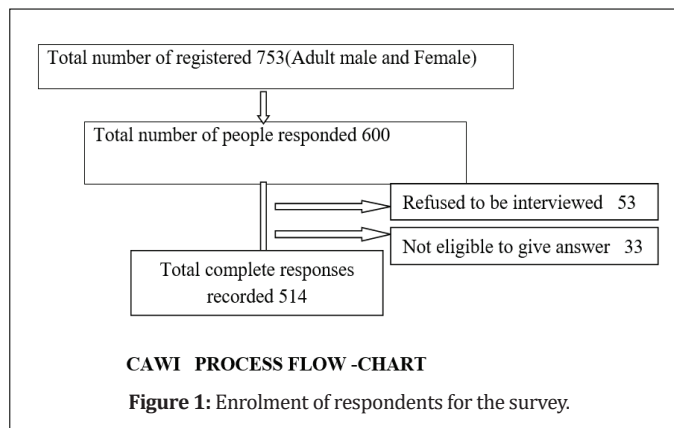 Total number of registered 753(Adult male and Female)
Total number of people responded 600
Refused to be interviewed 53
Not eligible to give answer 33
Total complete responses
recorded 514
CAWI PROCESS FLOW -CHART
Figure 1: Enrolment of respondents for the survey.